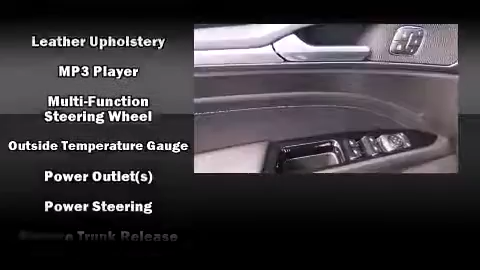 Leather Upholstery
MP3 Player
Multi-Function
Steering Wheel
Outside Temperature Gauge
Power Outlet(s)
Power Steering
Trunk Release